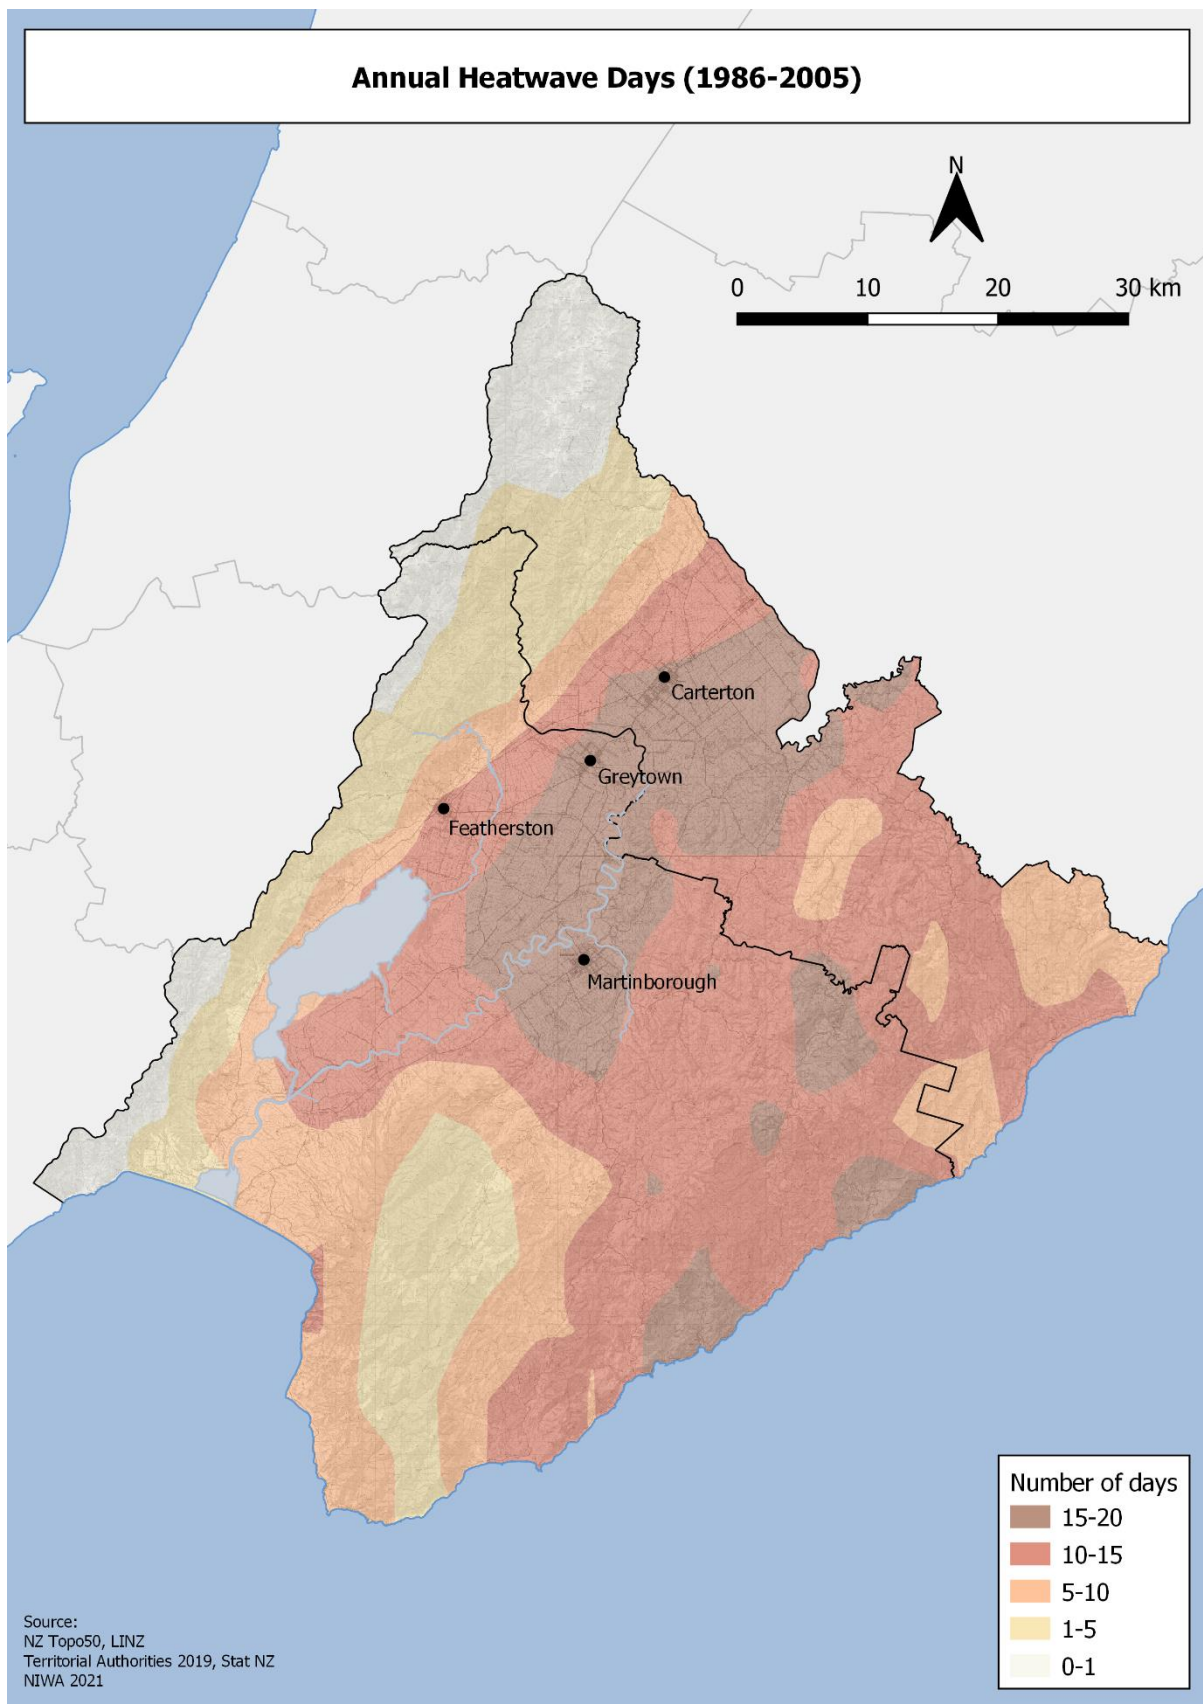 Annual Heatwave Days (1986-2005)
N
0 10 20 30 km
Carterton
Greytown
Featherston
Martinborough
Number of days
15-20
10-15
5-10
1-5
0-1
Source:
NZ Topo50, LINZ
Territorial Authorities 2019, Stat NZ
NIWA 2021